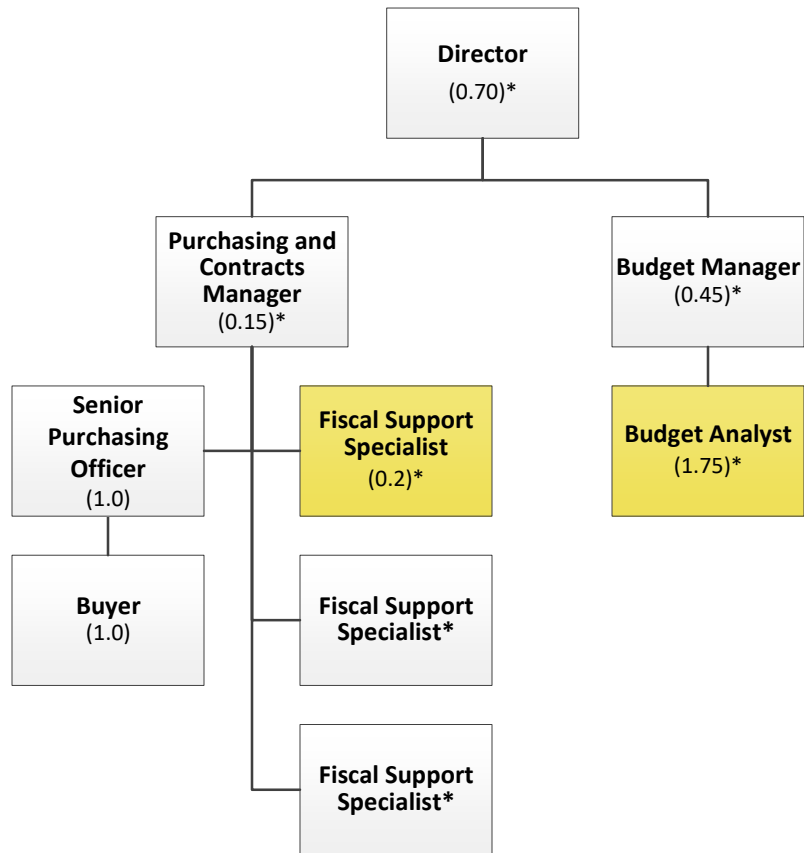 Director
(0.70)*
Purchasing and
Contracts
Manager
(0.15)*
Budget Manager
(0.45)*
Senior
Purchasing
Officer
(1.0)
Fiscal Support
Specialist
(0.2)*
Budget Analyst
(1.75)*
Buyer
(1.0)
Fiscal Support
Specialist*
Fiscal Support
Specialist*